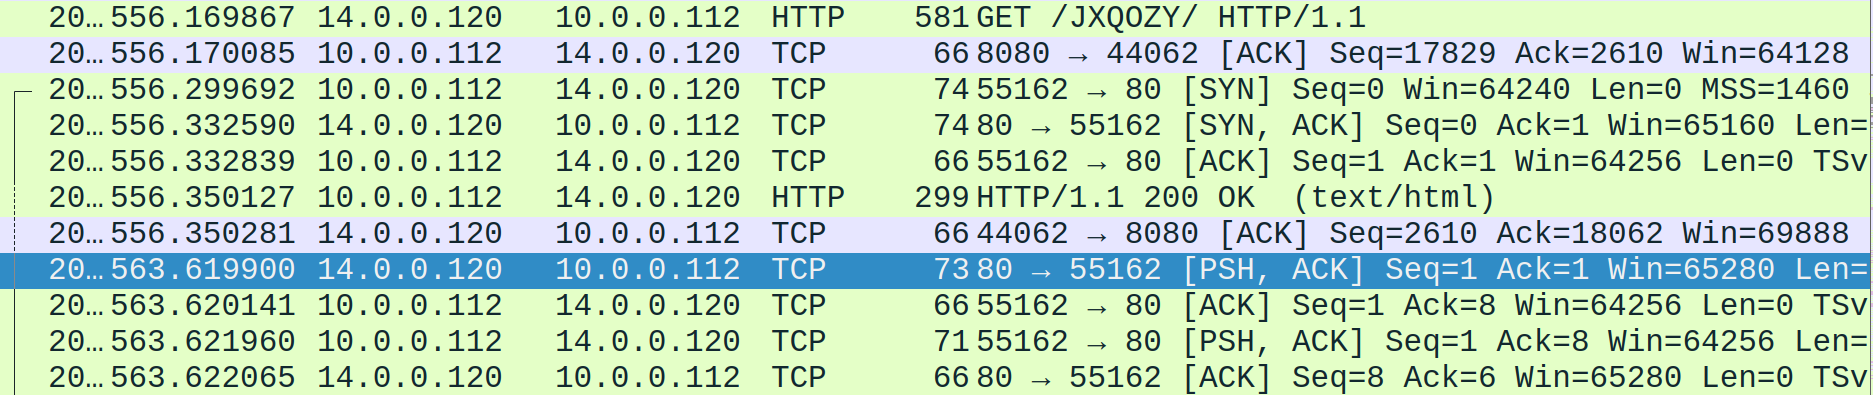 20… 556.169867 14.0.0.120 10.0.0.112 HTTP 581 GET /JXQOZY/ HTTP/1.1
20… 556.170085 10.0.0.112 14.0.0.120 TCP 66 8080 → 44062 [ACK] Seq=17829 Ack=2610 Win=64128
20… 556.299692 10.0.0.112 14.0.0.120 TCP 74 55162 → 80 [SYN] Seq=0 Win=64240 Len=0 MSS=1460
20… 556.332590 14.0.0.120 10.0.0.112 TCP 74 80 → 55162 [SYN, ACK] Seq=0 Ack=1 Win=65160 Len=
20… 556.332839 10.0.0.112 14.0.0.120 TCP 66 55162 → 80 [ACK] Seq=1 Ack=1 Win=64256 Len=0 TSv
20… 556.350127 10.0.0.112 14.0.0.120 HTTP 299 HTTP/1.1 200 OK (text/html)
20… 556.350281 14.0.0.120 10.0.0.112 TCP 66 44062 → 8080 [ACK] Seq=2610 Ack=18062 Win=69888
20… 563.619900 14.0.0.120 10.0.0.112 TCP 73 80 → 55162 [PSH, ACK] Seq=1 Ack=1 Win=65280 Len=
20… 563.620141 10.0.0.112 14.0.0.120 TCP 66 55162 → 80 [ACK] Seq=1 Ack=8 Win=64256 Len=0 TSv
20… 563.621960 10.0.0.112 14.0.0.120 TCP 71 55162 → 80 [PSH, ACK] Seq=1 Ack=8 Win=64256 Len=
20… 563.622065 14.0.0.120 10.0.0.112 TCP 66 80 → 55162 [ACK] Seq=8 Ack=6 Win=65280 Len=0 TSv